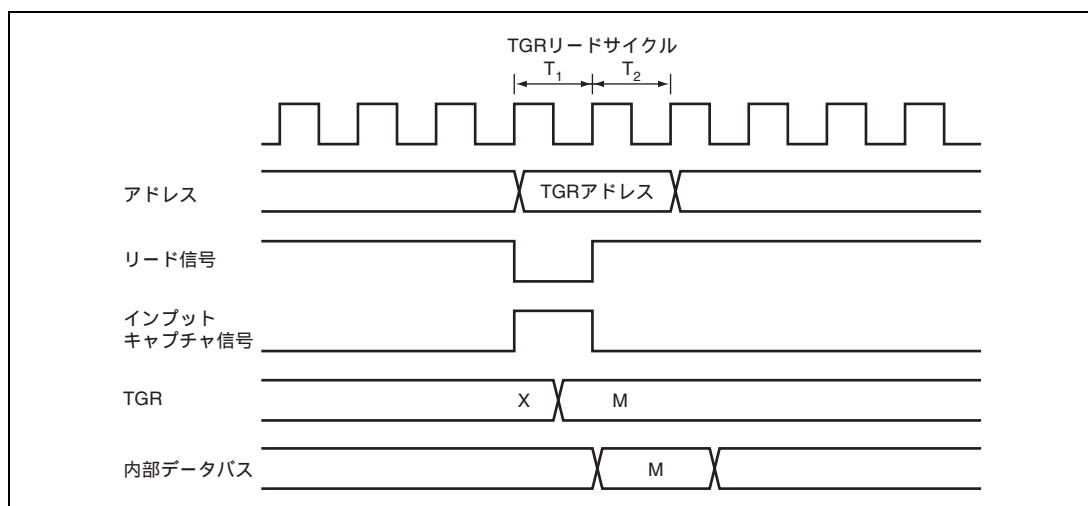 TGRリードサイクル
T1 T2
アドレス
TGRアドレス
リード信号
インプット
キャプチャ信号
TGR
X M
内部データバス
M